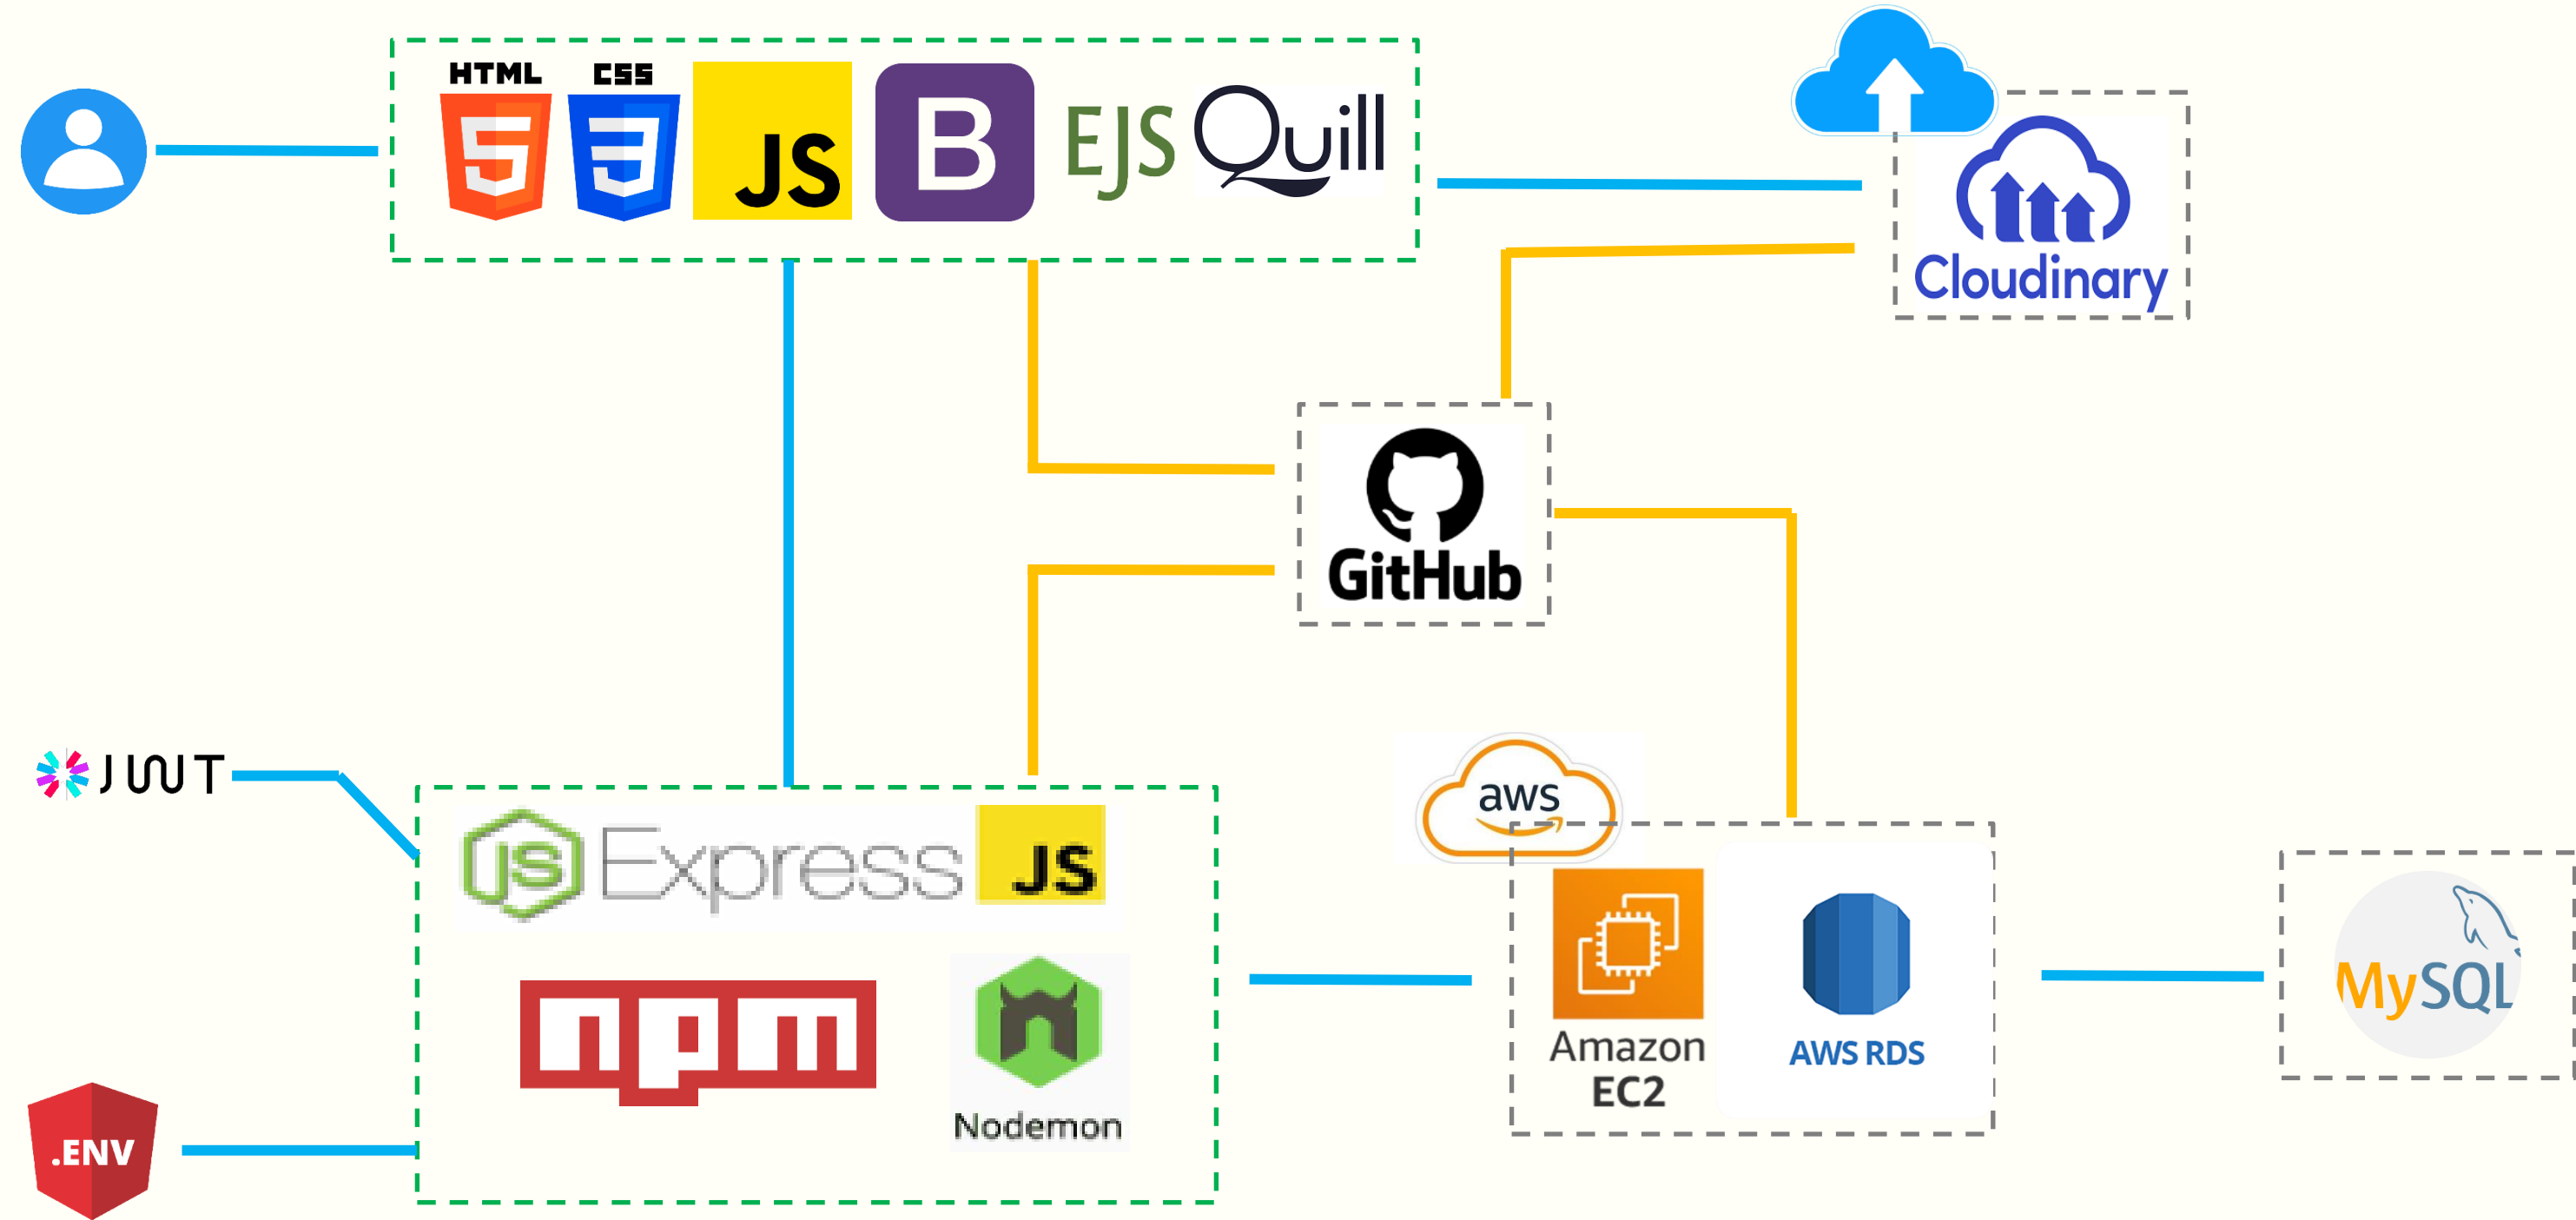 HTML
CSS
JS
B
EJS
Quill
Cloudinary
GitHub
JWT
aws
js
Express
JS
npm
Nodemon
Amazon
EC2
AWS RDS
MySQL
.ENV